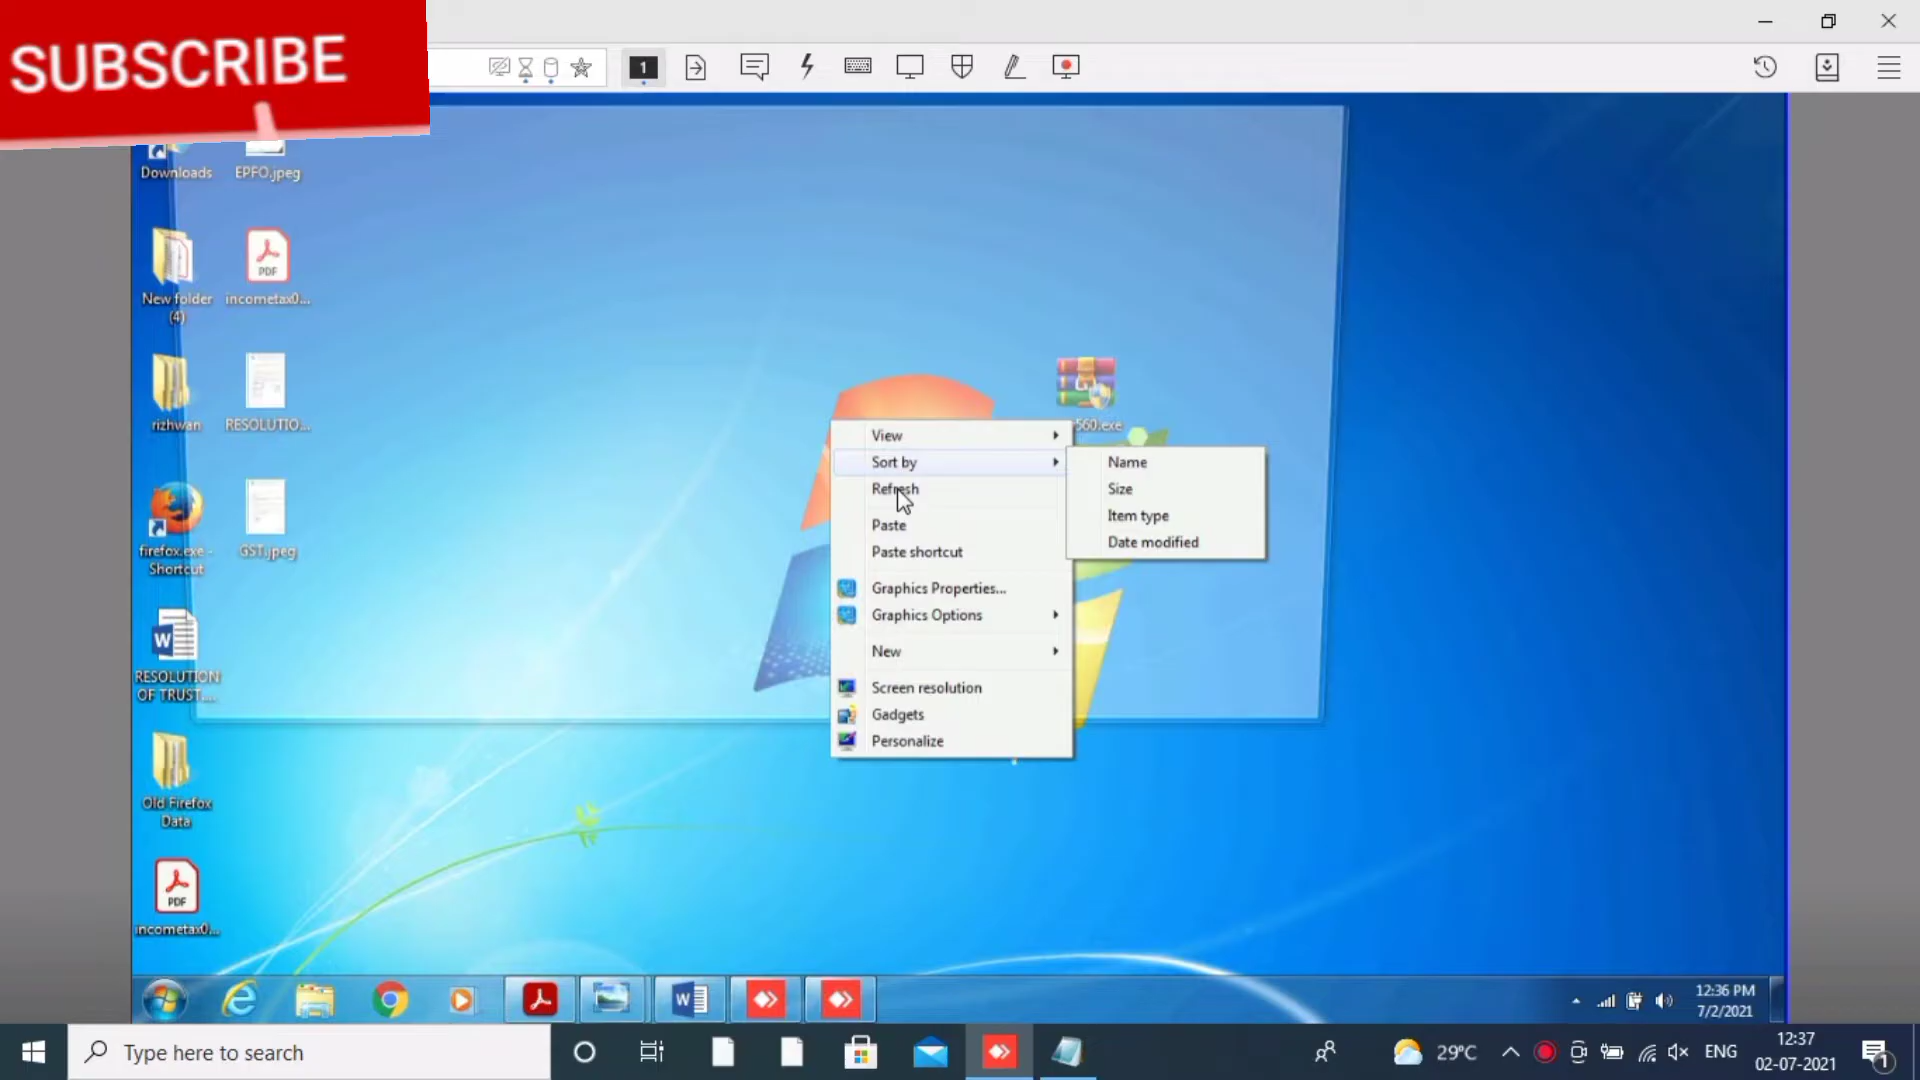 SUBSCRIBE
1
Downloads
EPFO.jpeg
New folder
(4)
incometax0...
PDF
rizhwan
RESOLUTIO...
560.exe
View
Sort by
Refresh
Paste
Paste shortcut
Graphics Properties...
Graphics Options
New
Screen resolution
Gadgets
Personalize
Name
Size
Item type
Date modified
firefox.exe -
Shortcut
GST.jpeg
W
RESOLUTION
OF TRUST....
Old Firefox
Data
PDF
incometax0...
W
12:36 PM
7/2/2021
Type here to search
29°C
ENG
12:37
02-07-2021
1